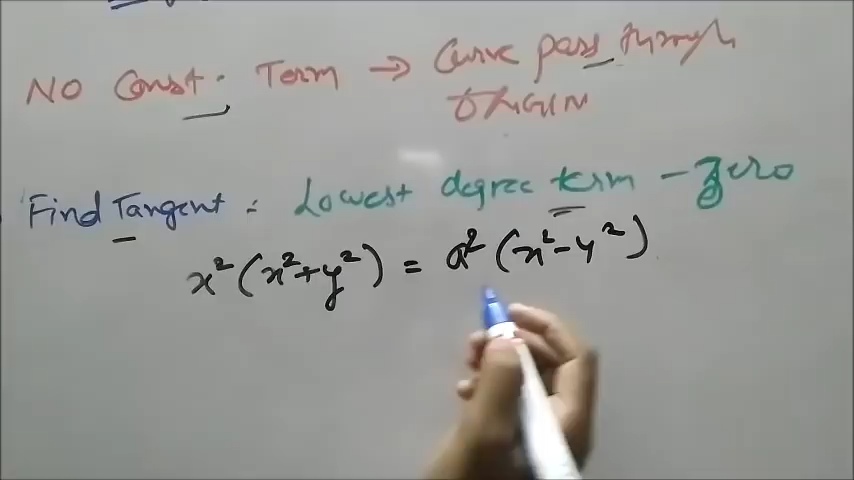 NO Const. Term → Curve pass through
ORIGIN
Find Tangent : Lowest degree term - Zero
x²(x²+y²) = a²(x²-y²)